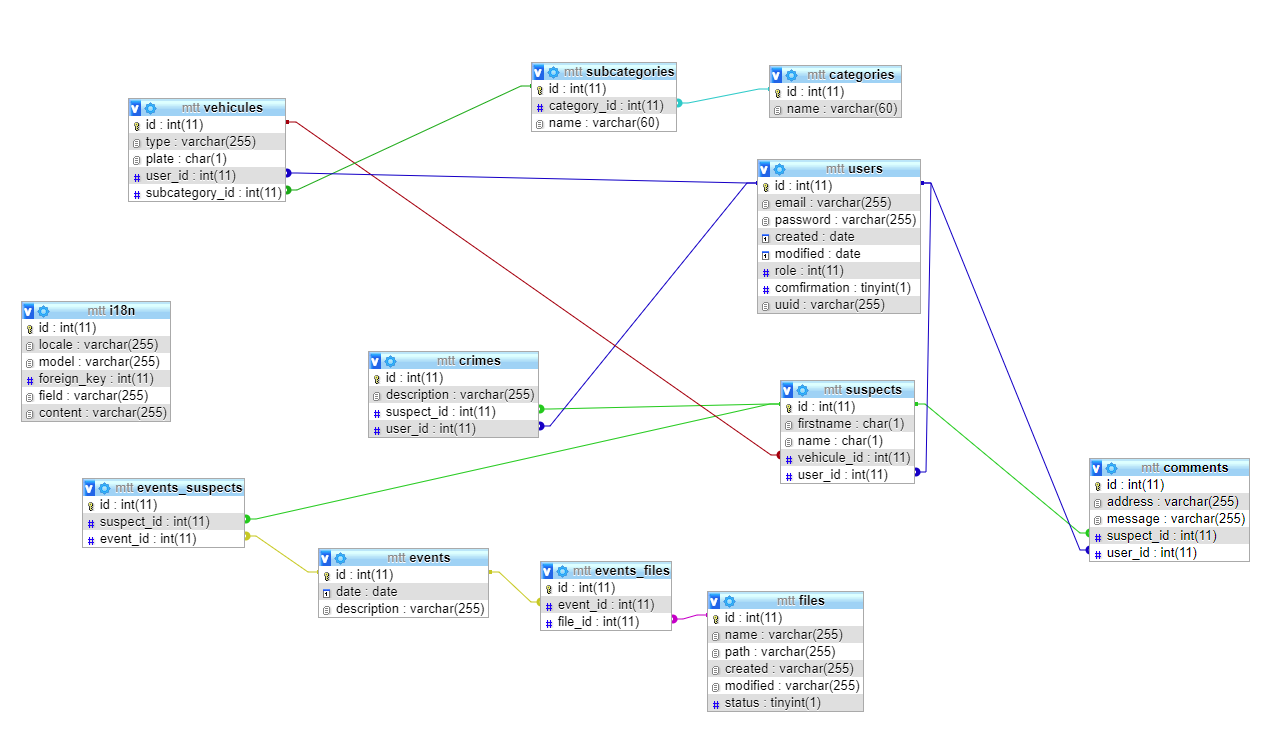 mtt subcategories
id : int(11)
category_id : int(11)
name : varchar(60)
mtt categories
id : int(11)
name : varchar(60)
mtt vehicules
id : int(11)
type : varchar(255)
plate : char(1)
user_id : int(11)
subcategory_id : int(11)
mtt users
id : int(11)
email : varchar(255)
password : varchar(255)
created : date
modified : date
role : int(11)
comfirmation : tinyint(1)
uuid : varchar(255)
mtt i18n
id : int(11)
locale : varchar(255)
model : varchar(255)
foreign_key : int(11)
field : varchar(255)
content : varchar(255)
mtt crimes
id : int(11)
description : varchar(255)
suspect_id : int(11)
user_id : int(11)
mtt suspects
id : int(11)
firstname : char(1)
name : char(1)
vehicule_id : int(11)
user_id : int(11)
mtt comments
id : int(11)
address : varchar(255)
message : varchar(255)
suspect_id : int(11)
user_id : int(11)
mtt events_suspects
id : int(11)
suspect_id : int(11)
event_id : int(11)
mtt events
id : int(11)
date : date
description : varchar(255)
mtt events_files
id : int(11)
event_id : int(11)
file_id : int(11)
mtt files
id : int(11)
name : varchar(255)
path : varchar(255)
created : varchar(255)
modified : varchar(255)
status : tinyint(1)